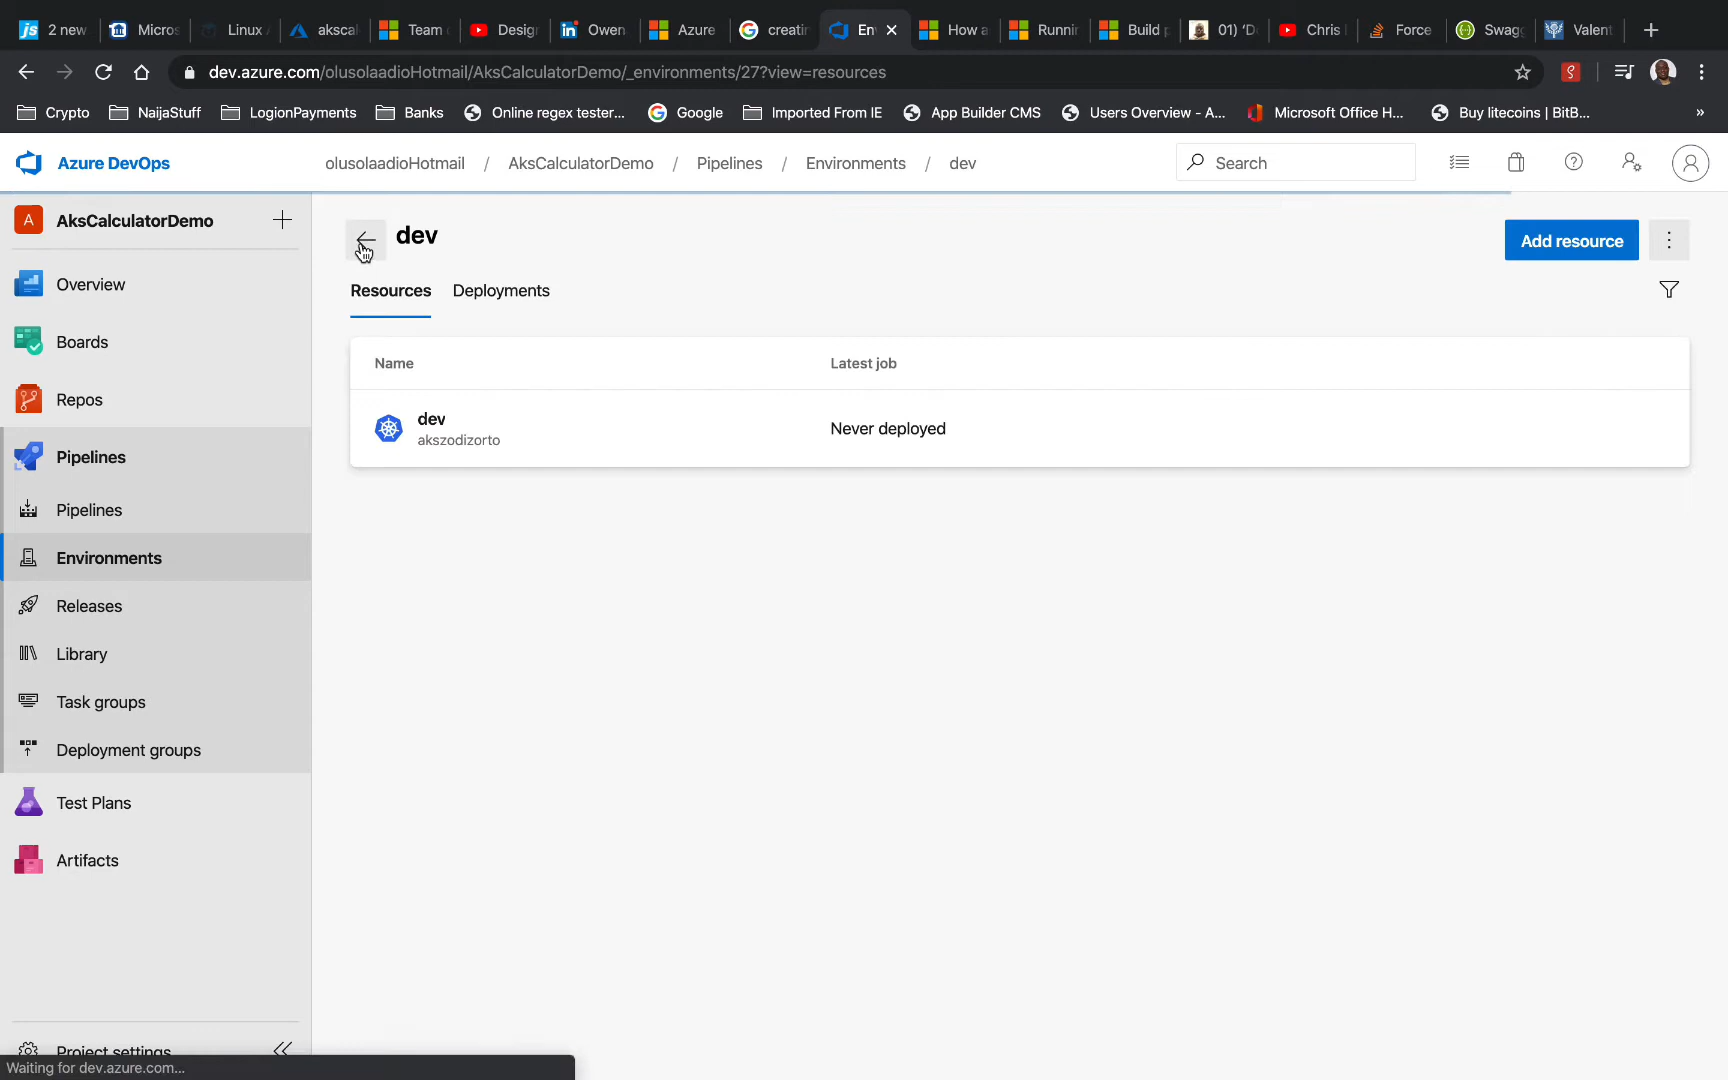 2 new
Micros
Linux
akscal
Team
Design
Owen
Azure
creatin
En
How a
Runnin
Build p
01) 'D
Chris
Force
Swagg
Valent
dev.azure.com/olusolaadioHotmail/AksCalculatorDemo/_environments/27?view=resources
Crypto
NaijaStuff
LogionPayments
Banks
Online regex tester...
Google
Imported From IE
App Builder CMS
Users Overview - A...
Microsoft Office H...
Buy litecoins | BitB...
»
Azure DevOps
olusolaadioHotmail / AksCalculatorDemo / Pipelines / Environments / dev
Search
A AksCalculatorDemo
dev
Add resource
Overview
Resources
Deployments
Boards
Name
Latest job
Repos
dev
akszodizorto
Never deployed
Pipelines
Pipelines
Environments
Releases
Library
Task groups
Deployment groups
Test Plans
Artifacts
Project settings
Waiting for dev.azure.com...